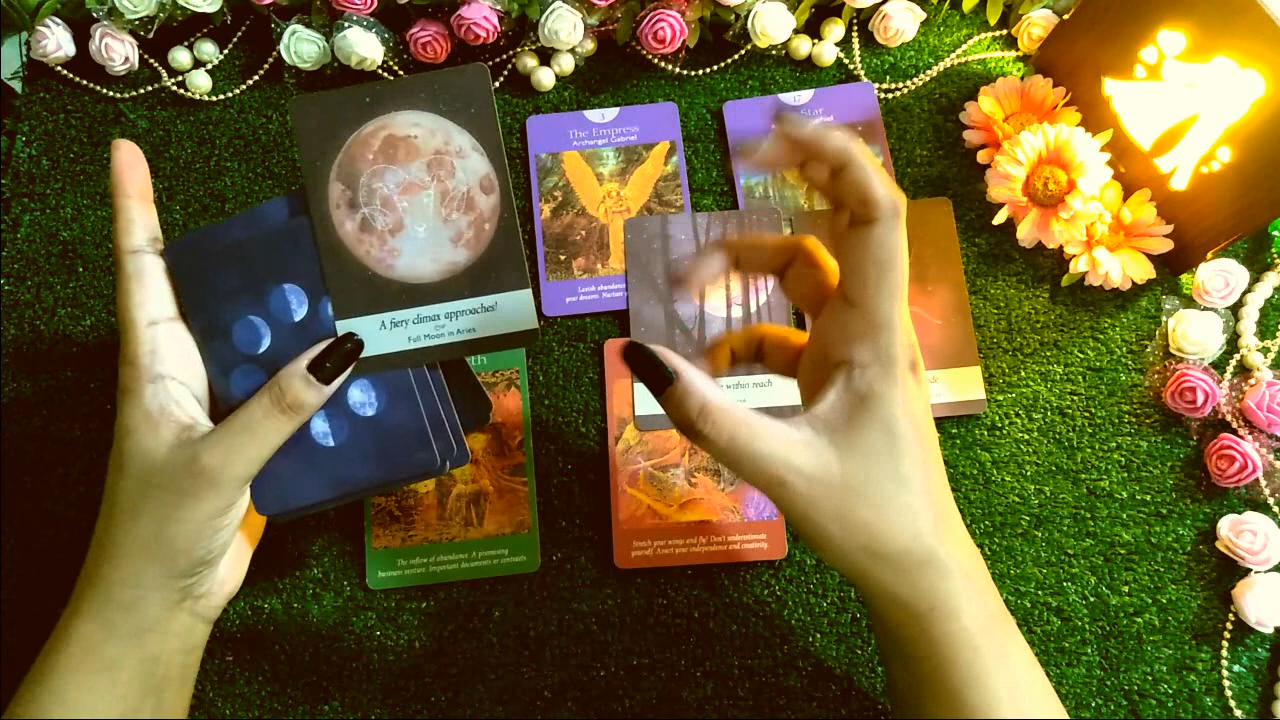 3
The Empress
Archangel Gabriel
Lavish abundance
your dreams. Nurture
17
Star
A fiery climax approaches!
Full Moon in Aries
within reach
The inflow of abundance. A promising
business venture. Important documents or contracts
Stretch your wings and fly! Don't underestimate
yourself. Assert your independence and creativity.